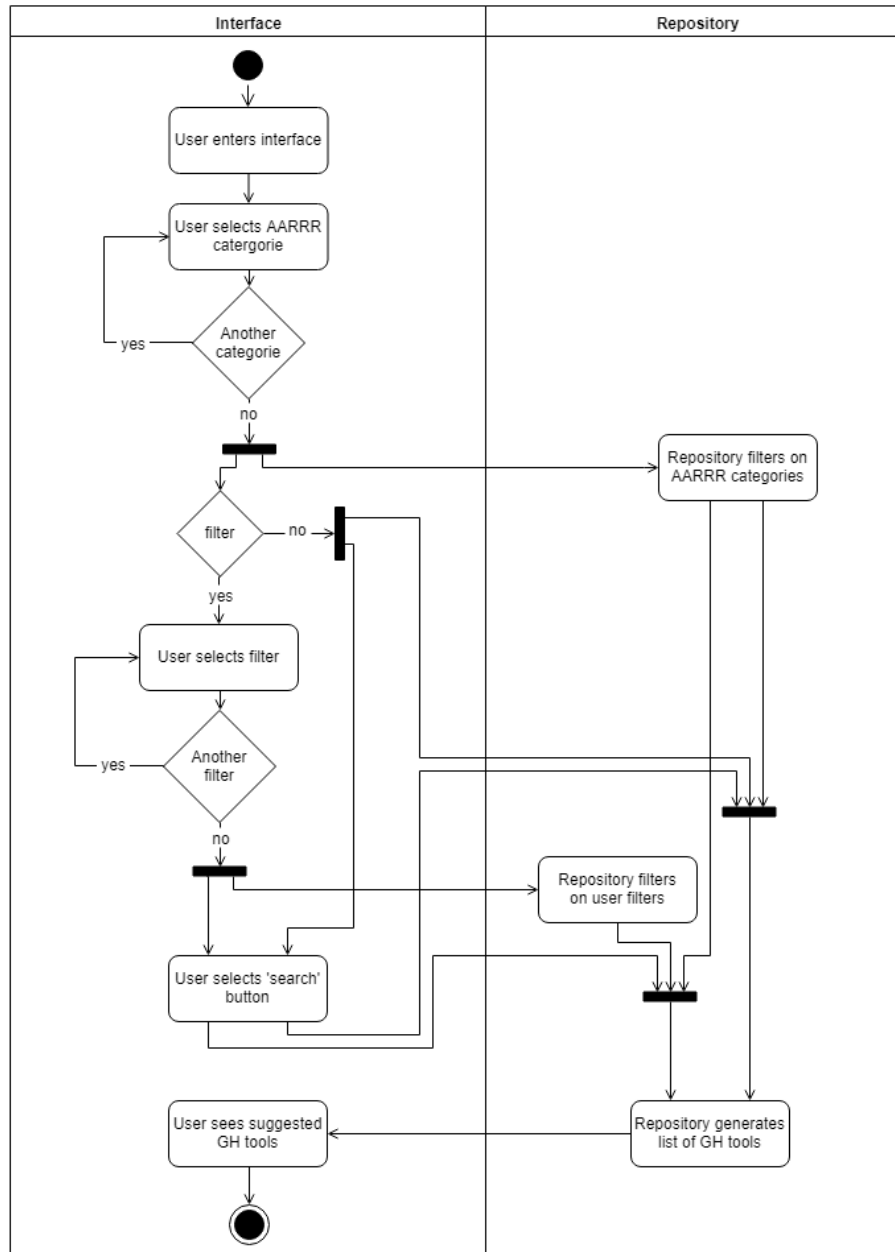 Interface
Repository
User enters interface
User selects AARRR
catergorie
Another
categorie
yes
no
Repository filters on
AARRR categories
filter
no
yes
User selects filter
Another
filter
yes
no
Repository filters
on user filters
User selects 'search'
button
User sees suggested
GH tools
Repository generates
list of GH tools